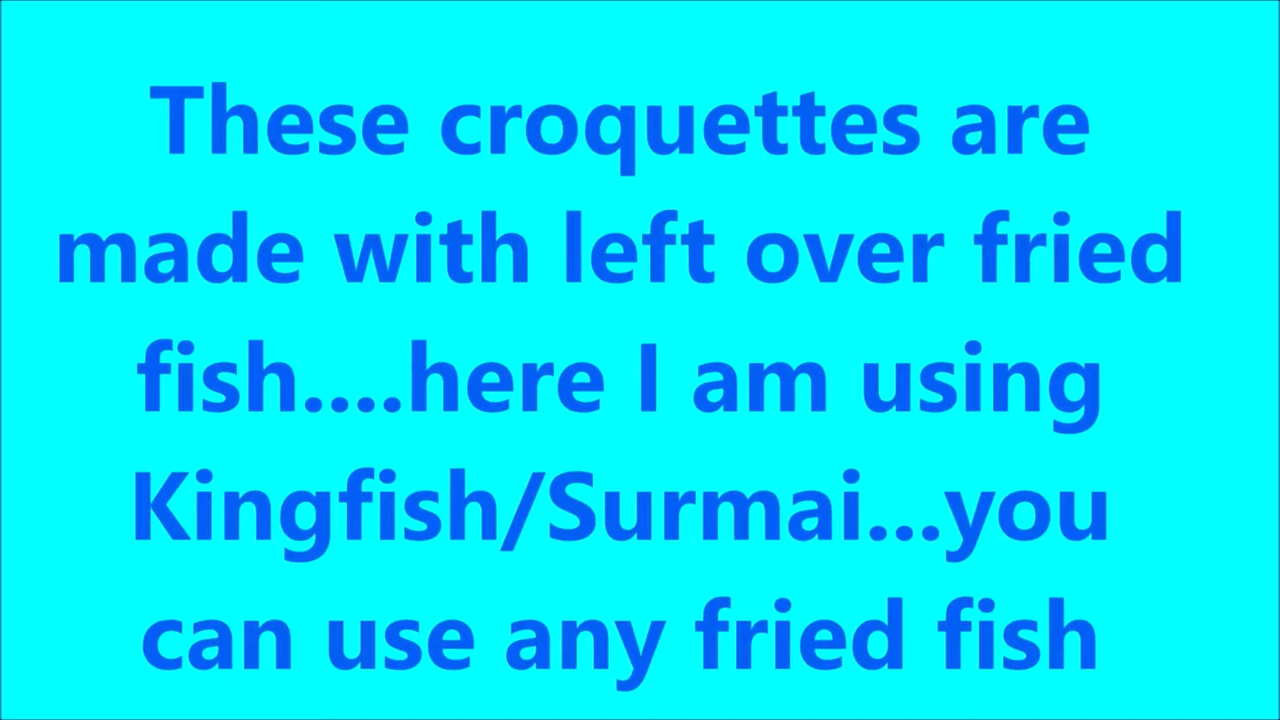 These croquettes are
made with left over fried
fish....here I am using
Kingfish/Surmai...you
can use any fried fish